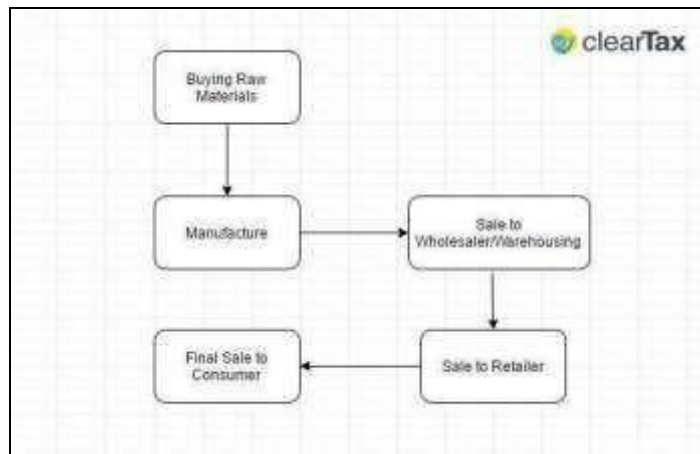 clearTax
Buying Raw
Materials
Manufacture
Sale to
Wholesaler/Warehousing
Sale to Retailer
Final Sale to
Consumer